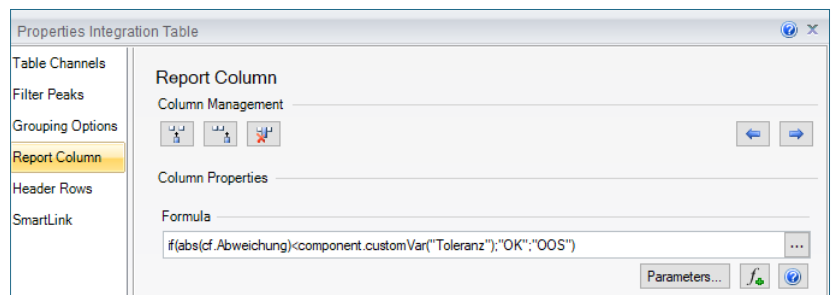 Properties Integration Table
Table Channels
Filter Peaks
Grouping Options
Report Column
Header Rows
SmartLink
Report Column
Column Management
Column Properties
Formula
if(abs(cf.Abweichung)<component.customVar("Toleranz");"OK";"OOS")
...
Parameters...